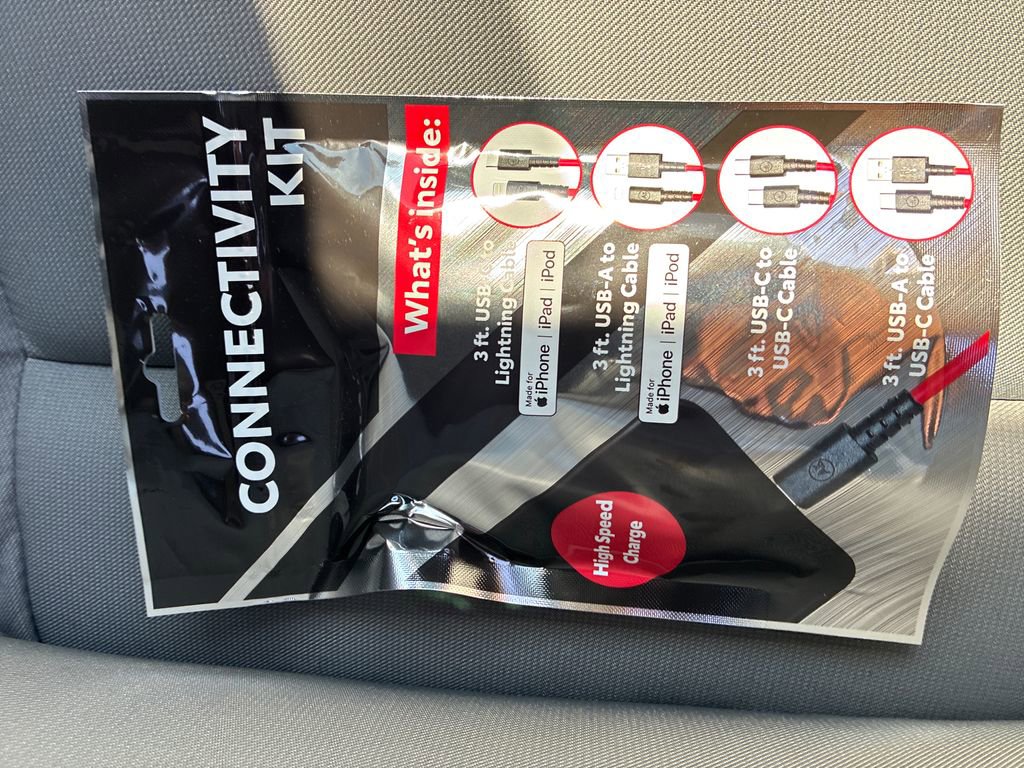 CONNECTIVITY
KIT
What's inside:
3 ft. USB-C to
Lightning Cable
Made for
iPhone | iPad | iPod
3 ft. USB-A to
Lightning Cable
Made for
iPhone | iPad | iPod
3 ft. USB-C to
USB-C Cable
3 ft. USB-A to
USB-C Cable
High Speed
Charge